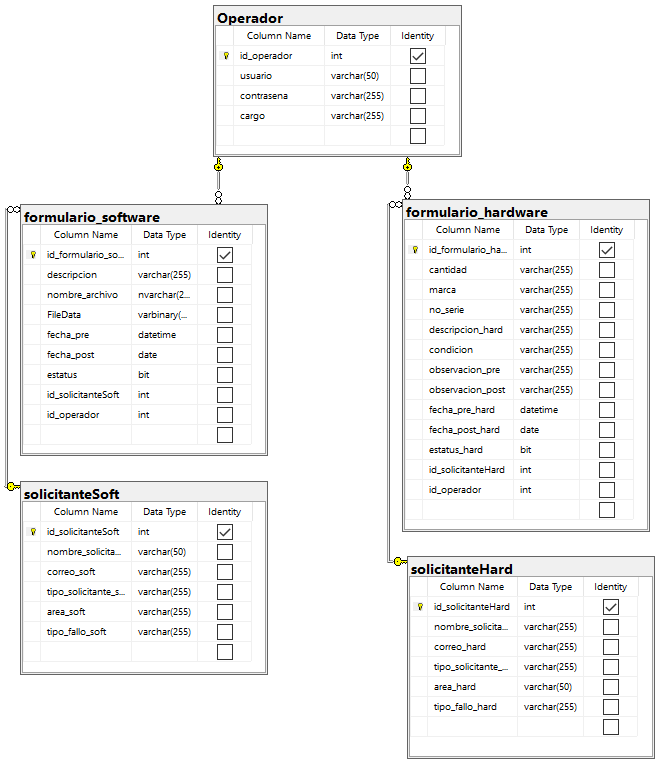 Operador
Column Name Data Type Identity
id_operador int
usuario varchar(50)
contrasena varchar(255)
cargo varchar(255)
formulario_software
Column Name Data Type Identity
id_formulario_so... int
descripcion varchar(255)
nombre_archivo nvarchar(2...
FileData varbinary(...
fecha_pre datetime
fecha_post date
estatus bit
id_solicitanteSoft int
id_operador int
formulario_hardware
Column Name Data Type Identity
id_formulario_ha... int
cantidad varchar(255)
marca varchar(255)
no_serie varchar(255)
descripcion_hard varchar(255)
condicion varchar(255)
observacion_pre varchar(255)
observacion_post varchar(255)
fecha_pre_hard datetime
fecha_post_hard date
estatus_hard bit
id_solicitanteHard int
id_operador int
solicitanteSoft
Column Name Data Type Identity
id_solicitanteSoft int
nombre_solicita... varchar(50)
correo_soft varchar(255)
tipo_solicitante_s... varchar(255)
area_soft varchar(255)
tipo_fallo_soft varchar(255)
solicitanteHard
Column Name Data Type Identity
id_solicitanteHard int
nombre_solicita... varchar(255)
correo_hard varchar(255)
tipo_solicitante_... varchar(255)
area_hard varchar(50)
tipo_fallo_hard varchar(255)